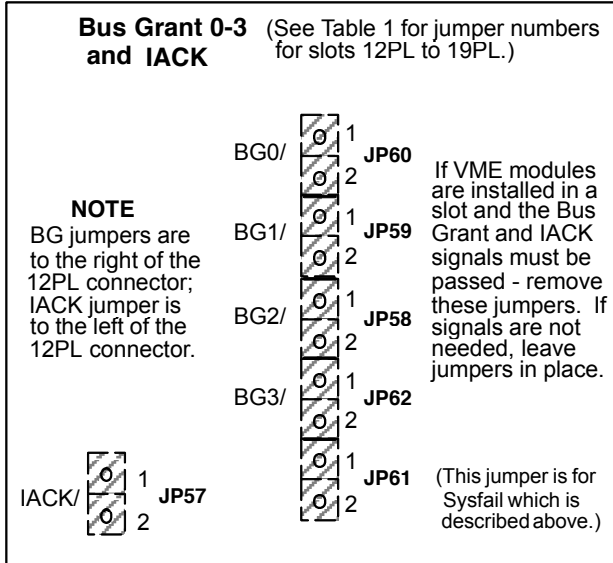 Bus Grant 0-3 (See Table 1 for jumper numbers
and IACK for slots 12PL to 19PL.)
NOTE
BG jumpers are
to the right of the
12PL connector;
IACK jumper is
to the left of the
12PL connector.
BG0/ 1 JP60
2
BG1/ 1 JP59
2
BG2/ 1 JP58
2
BG3/ 1 JP62
2
1 JP61
2
If VME modules
are installed in a
slot and the Bus
Grant and IACK
signals must be
passed - remove
these jumpers. If
signals are not
needed, leave
jumpers in place.
(This jumper is for
Sysfail which is
described above.)
IACK/ 1 JP57
2